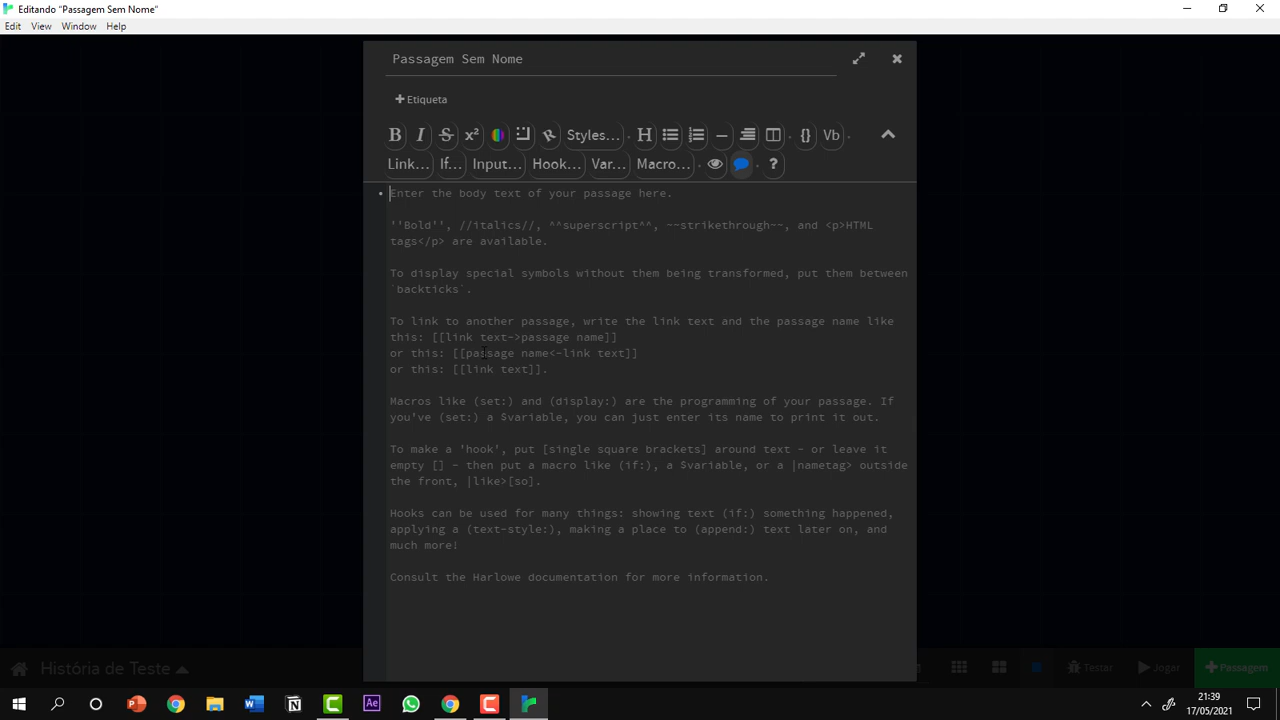 Editando "Passagem Sem Nome"
Edit View Window Help
Passagem Sem Nome
Etiqueta
B I S x² Styles... H {} Vb
Link... If... Input... Hook... Var... Macro... ?
Enter the body text of your passage here.
''Bold'', //italics//, ^^superscript^^, ~~strikethrough~~, and <p>HTML
tags</p> are available.
To display special symbols without them being transformed, put them between
`backticks`.
To link to another passage, write the link text and the passage name like
this: [[link text->passage name]]
or this: [[passage name<-link text]]
or this: [[link text]].
Macros like (set:) and (display:) are the programming of your passage. If
you've (set:) a $variable, you can just enter its name to print it out.
To make a 'hook', put [single square brackets] around text - or leave it
empty [] - then put a macro like (if:), a $variable, or a |nametag> outside
the front, |like>[so].
Hooks can be used for many things: showing text (if:) something happened,
applying a (text-style:), making a place to (append:) text later on, and
much more!
Consult the Harlowe documentation for more information.
História de Teste Testar Jogar Passagem
Ae
21:39
17/05/2021